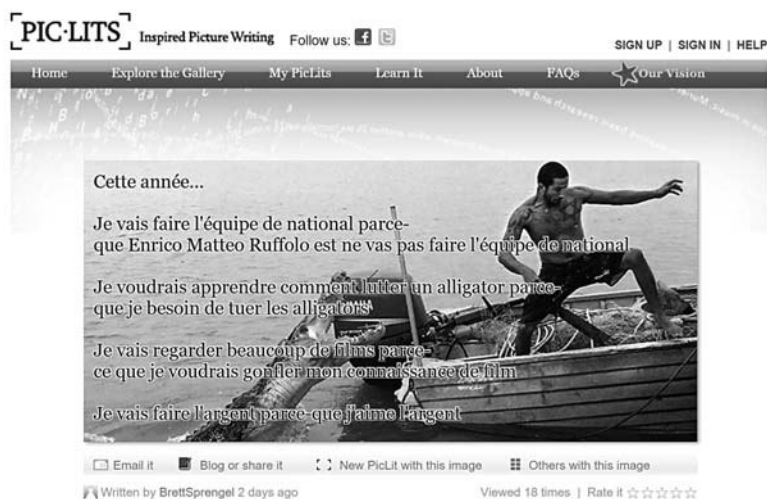 PIC·LITS Inspired Picture Writing Follow us:
SIGN UP | SIGN IN | HELP
Home Explore the Gallery My PicLits Learn It About FAQs Our Vision
Cette année...
Je vais faire l'équipe de national parce-
que Enrico Matteo Ruffolo est ne vas pas faire l'équipe de national
Je voudrais apprendre comment lutter un alligator parce-
que je besoin de tuer les alligators
Je vais regarder beaucoup de films parce-
ce que je voudrais gonfler mon connaissance de film
Je vais faire l'argent parce-que j'aime l'argent
Email it Blog or share it New PicLit with this image Others with this image
Written by BrettSprengel 2 days ago Viewed 18 times | Rate it